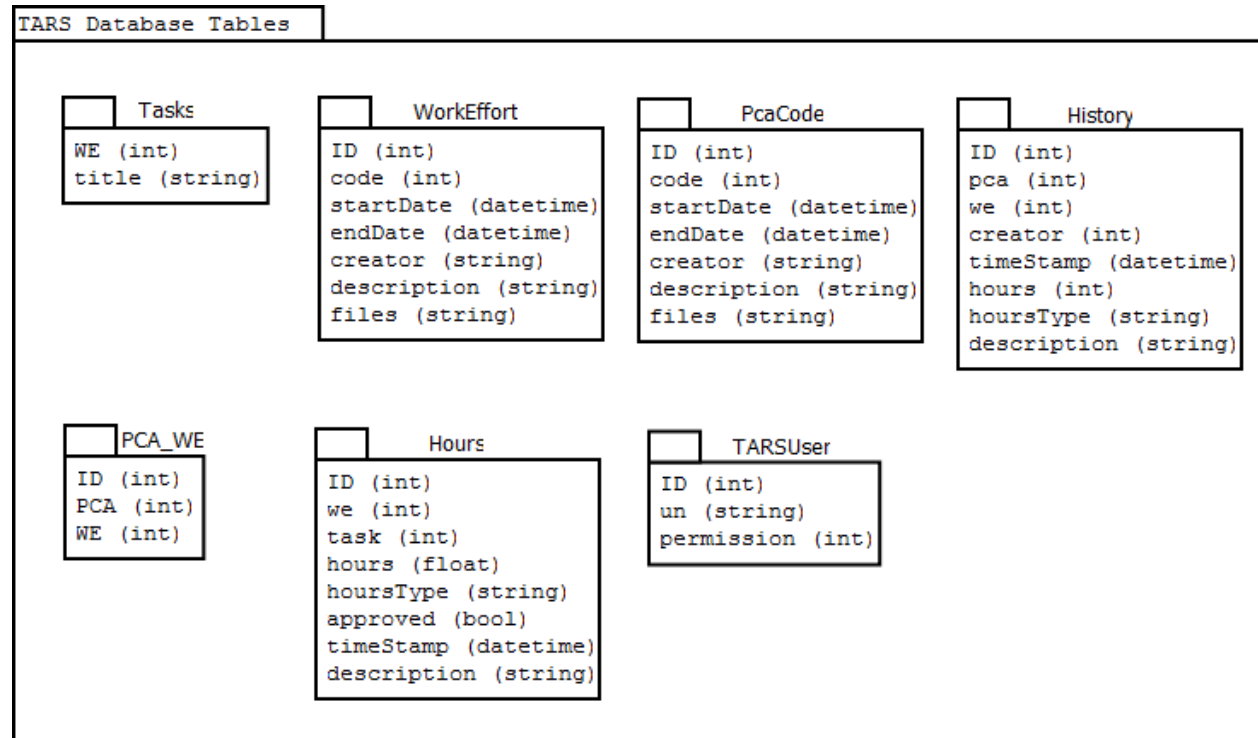 TARS Database Tables
Tasks
WE (int)
title (string)
WorkEffort
ID (int)
code (int)
startDate (datetime)
endDate (datetime)
creator (string)
description (string)
files (string)
PcaCode
ID (int)
code (int)
startDate (datetime)
endDate (datetime)
creator (string)
description (string)
files (string)
History
ID (int)
pca (int)
we (int)
creator (int)
timeStamp (datetime)
hours (int)
hoursType (string)
description (string)
PCA_WE
ID (int)
PCA (int)
WE (int)
Hours
ID (int)
we (int)
task (int)
hours (float)
hoursType (string)
approved (bool)
timeStamp (datetime)
description (string)
TARSUser
ID (int)
un (string)
permission (int)